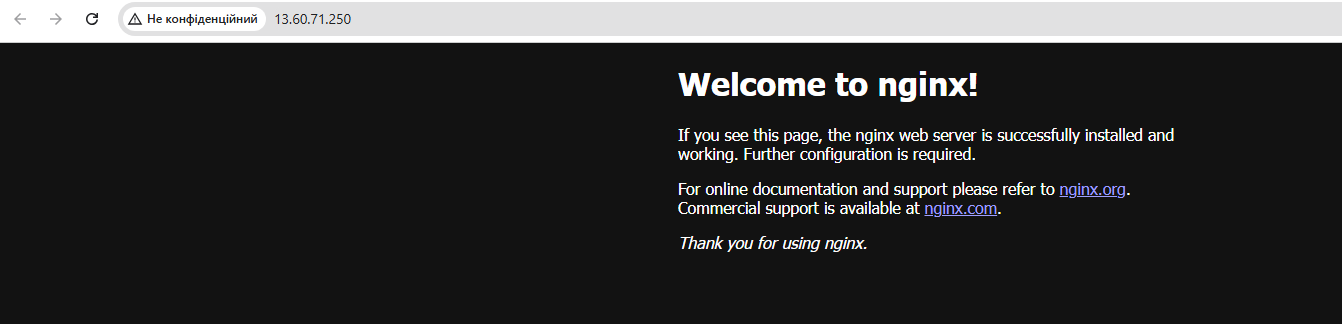 Не конфіденційний 13.60.71.250
Welcome to nginx!
If you see this page, the nginx web server is successfully installed and
working. Further configuration is required.
For online documentation and support please refer to nginx.org.
Commercial support is available at nginx.com.
Thank you for using nginx.